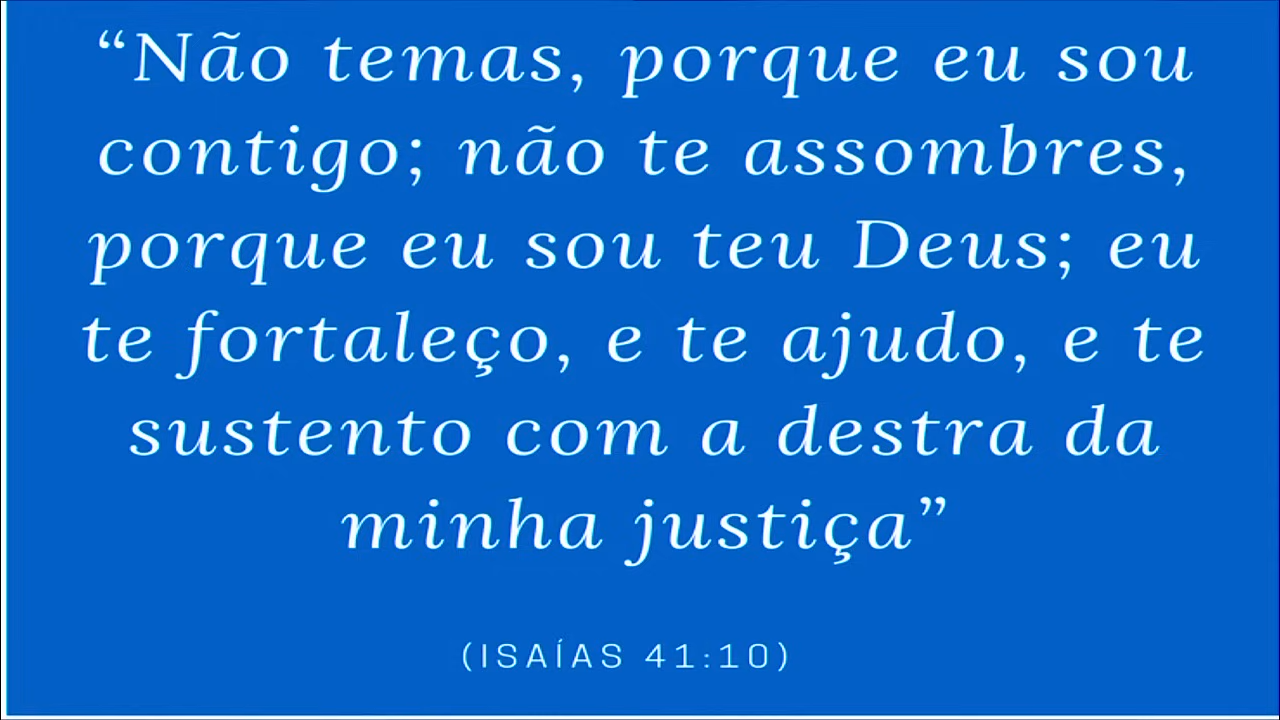 “Não temas, porque eu sou
contigo; não te assombres,
porque eu sou teu Deus; eu
te fortaleço, e te ajudo, e te
sustento com a destra da
minha justiça”
(ISAÍAS 41:10)